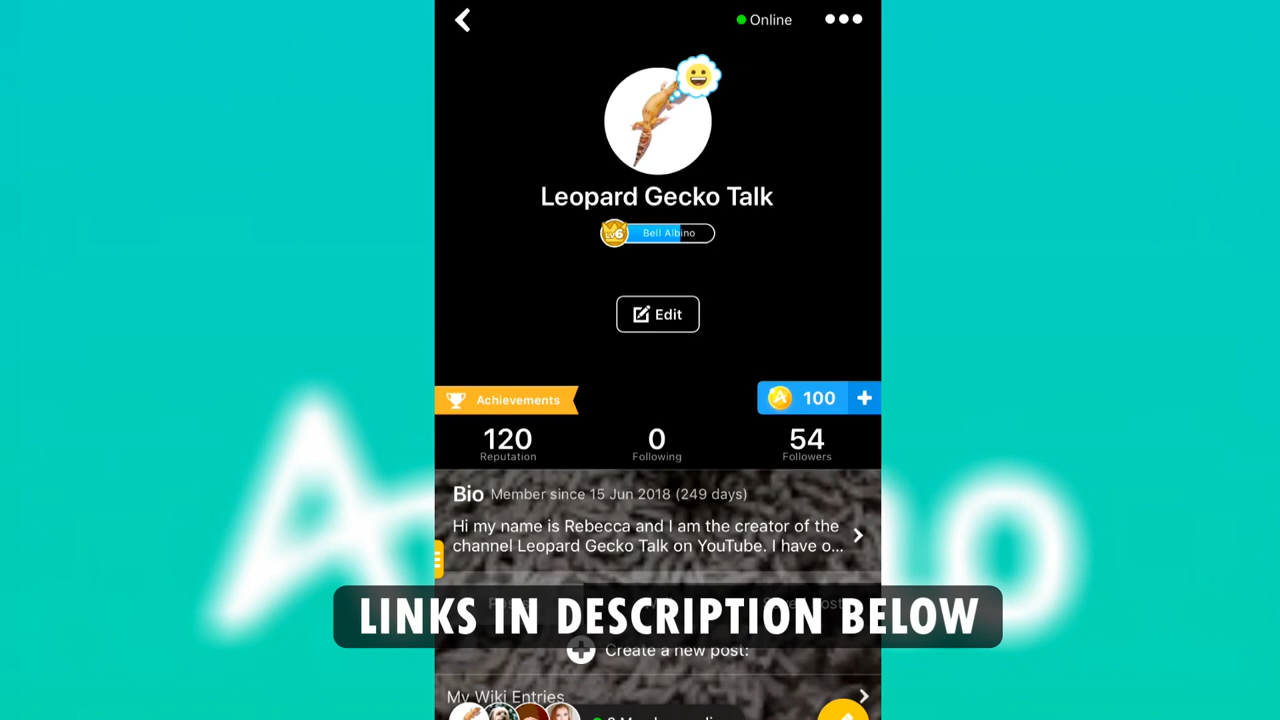 Online
Leopard Gecko Talk
LV6 Bell Albino
Edit
Achievements
100
120
0
54
Reputation
Following
Followers
Bio Member since 15 Jun 2018 (249 days)
Hi my name is Rebecca and I am the creator of the
channel Leopard Gecko Talk on YouTube. I have o...
LINKS IN DESCRIPTION BELOW
Create a new post:
My Wiki Entries